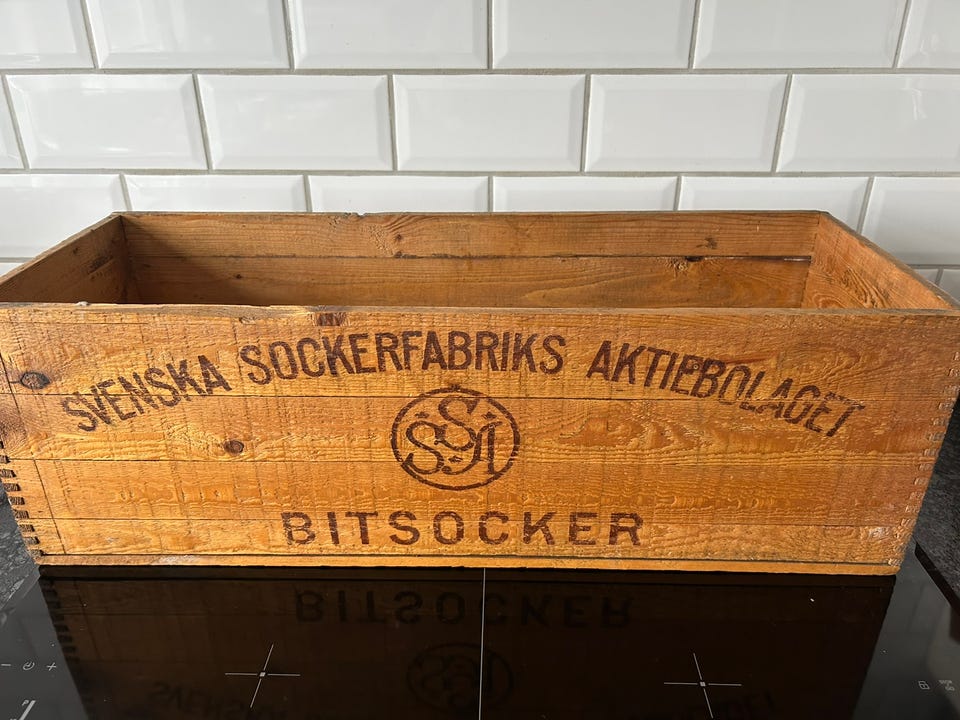 SVENSKA SOCKERFABRIKS AKTIEBOLAGET
SSA
BITSOCKER